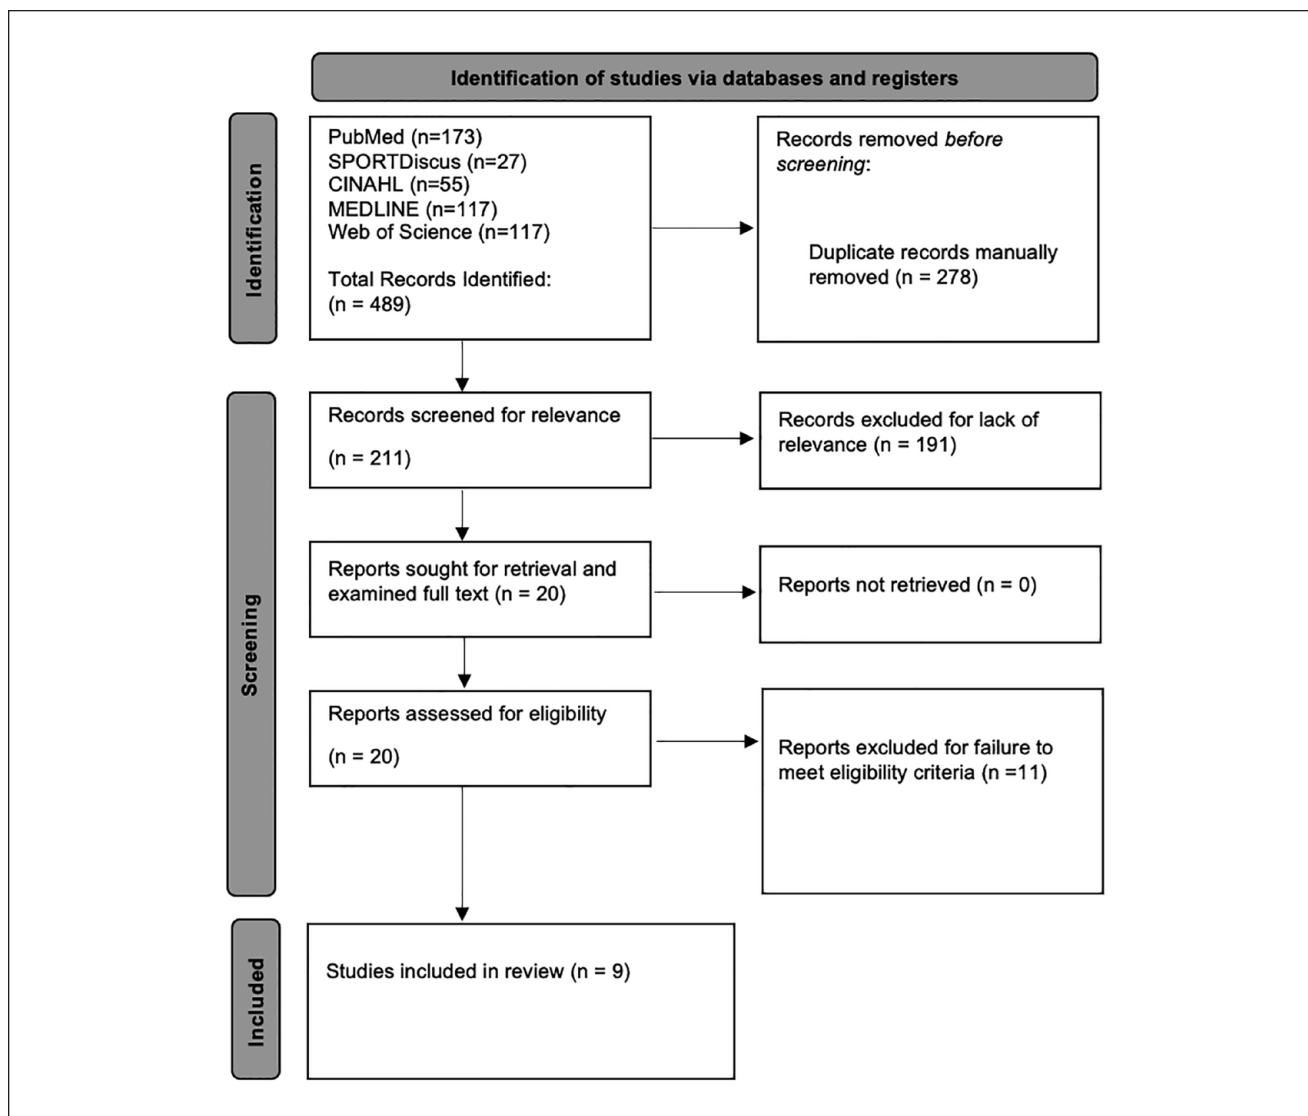 Identification of studies via databases and registers
Identification
PubMed (n=173)
SPORTDiscus (n=27)
CINAHL (n=55)
MEDLINE (n=117)
Web of Science (n=117)
Total Records Identified:
(n = 489)
Records removed before
screening:
Duplicate records manually
removed (n = 278)
Screening
Records screened for relevance
(n = 211)
Records excluded for lack of
relevance (n = 191)
Reports sought for retrieval and
examined full text (n = 20)
Reports not retrieved (n = 0)
Reports assessed for eligibility
(n = 20)
Reports excluded for failure to
meet eligibility criteria (n =11)
Included
Studies included in review (n = 9)